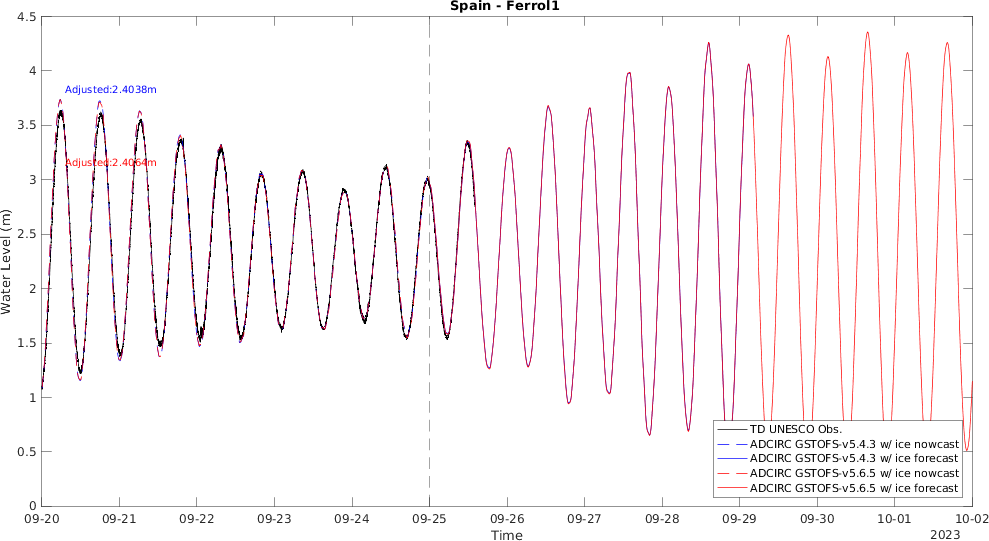 Spain - Ferrol1
4.5
4
3.5
3
2.5
2
1.5
1
0.5
0
Water Level (m)
Adjusted:2.4038m
Adjusted:2.4064m
TD UNESCO Obs.
ADCIRC GSTOFS-v5.4.3 w/ ice nowcast
ADCIRC GSTOFS-v5.4.3 w/ ice forecast
ADCIRC GSTOFS-v5.6.5 w/ ice nowcast
ADCIRC GSTOFS-v5.6.5 w/ ice forecast
09-20 09-21 09-22 09-23 09-24 09-25 09-26 09-27 09-28 09-29 09-30 10-01 10-02
Time
2023